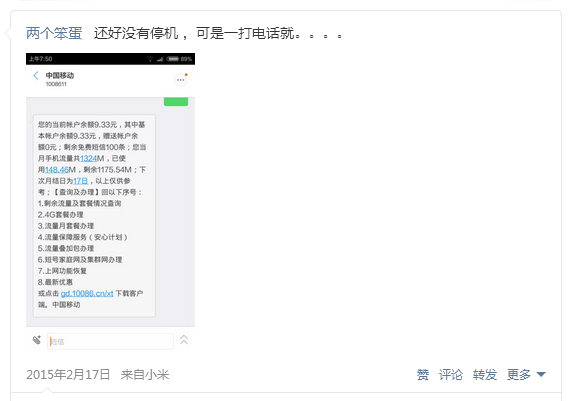 两个笨蛋 还好没有停机，可是一打电话就。。。。
上午7:50 89%
中国移动
1008611
您的当前帐户余额9.33元，其中基
本帐户余额9.33元，赠送帐户余
额0元；剩余免费短信100条；您当
月手机流量共1324M，已使
用148.46M，剩余1175.54M；下
次月结日为17日，以上仅供参
考；【查询及办理】回以下序号：
1.剩余流量及套餐情况查询
2.4G套餐办理
3.流量月套餐办理
4.流量保障服务（安心计划）
5.流量叠加包办理
6.短号家庭网及集群网办理
7.上网功能恢复
8.最新优惠
或点击 gd.10086.cn/xt 下载客户
端。中国移动
短信
2015年2月17日 来自小米 赞 评论 转发 更多